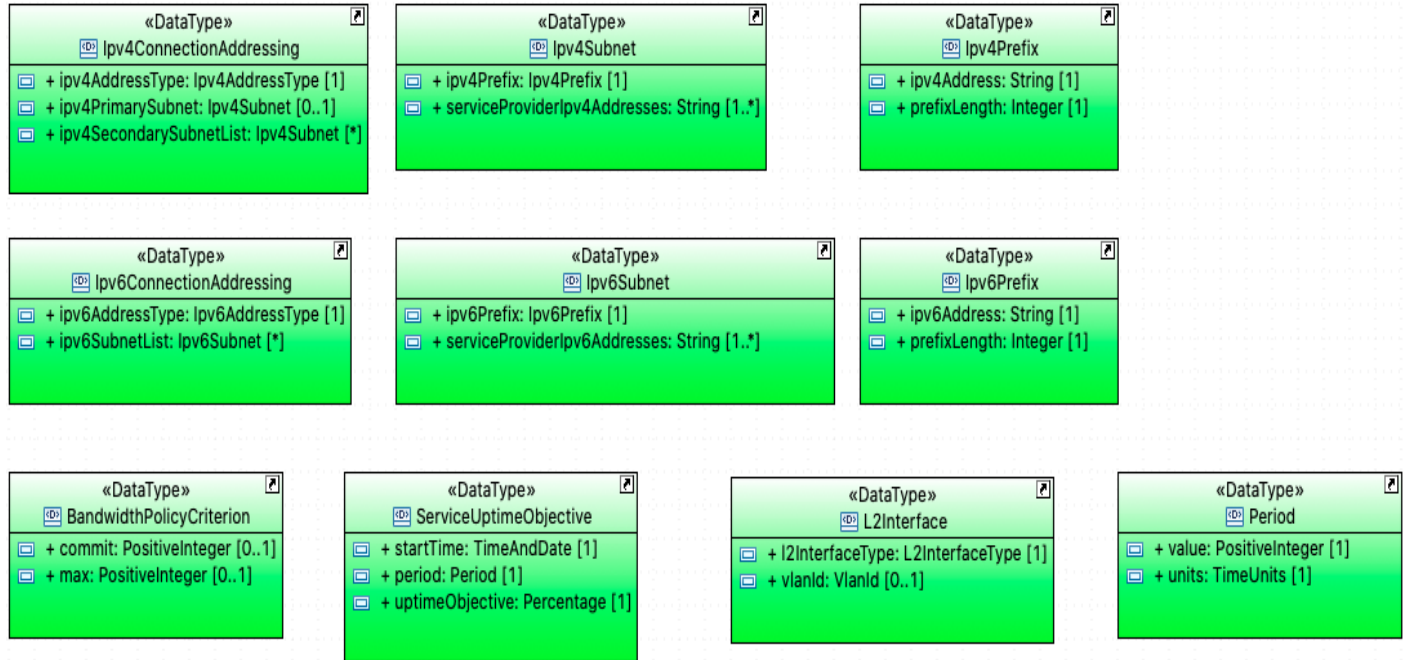 «DataType»
Ipv4ConnectionAddressing
+ ipv4AddressType: Ipv4AddressType [1]
+ ipv4PrimarySubnet: Ipv4Subnet [0..1]
+ ipv4SecondarySubnetList: Ipv4Subnet [*]
«DataType»
Ipv4Subnet
+ ipv4Prefix: Ipv4Prefix [1]
+ serviceProviderIpv4Addresses: String [1..*]
«DataType»
Ipv4Prefix
+ ipv4Address: String [1]
+ prefixLength: Integer [1]
«DataType»
Ipv6ConnectionAddressing
+ ipv6AddressType: Ipv6AddressType [1]
+ ipv6SubnetList: Ipv6Subnet [*]
«DataType»
Ipv6Subnet
+ ipv6Prefix: Ipv6Prefix [1]
+ serviceProviderIpv6Addresses: String [1..*]
«DataType»
Ipv6Prefix
+ ipv6Address: String [1]
+ prefixLength: Integer [1]
«DataType»
BandwidthPolicyCriterion
+ commit: PositiveInteger [0..1]
+ max: PositiveInteger [0..1]
«DataType»
ServiceUptimeObjective
+ startTime: TimeAndDate [1]
+ period: Period [1]
+ uptimeObjective: Percentage [1]
«DataType»
L2Interface
+ l2InterfaceType: L2InterfaceType [1]
+ vlanId: VlanId [0..1]
«DataType»
Period
+ value: PositiveInteger [1]
+ units: TimeUnits [1]